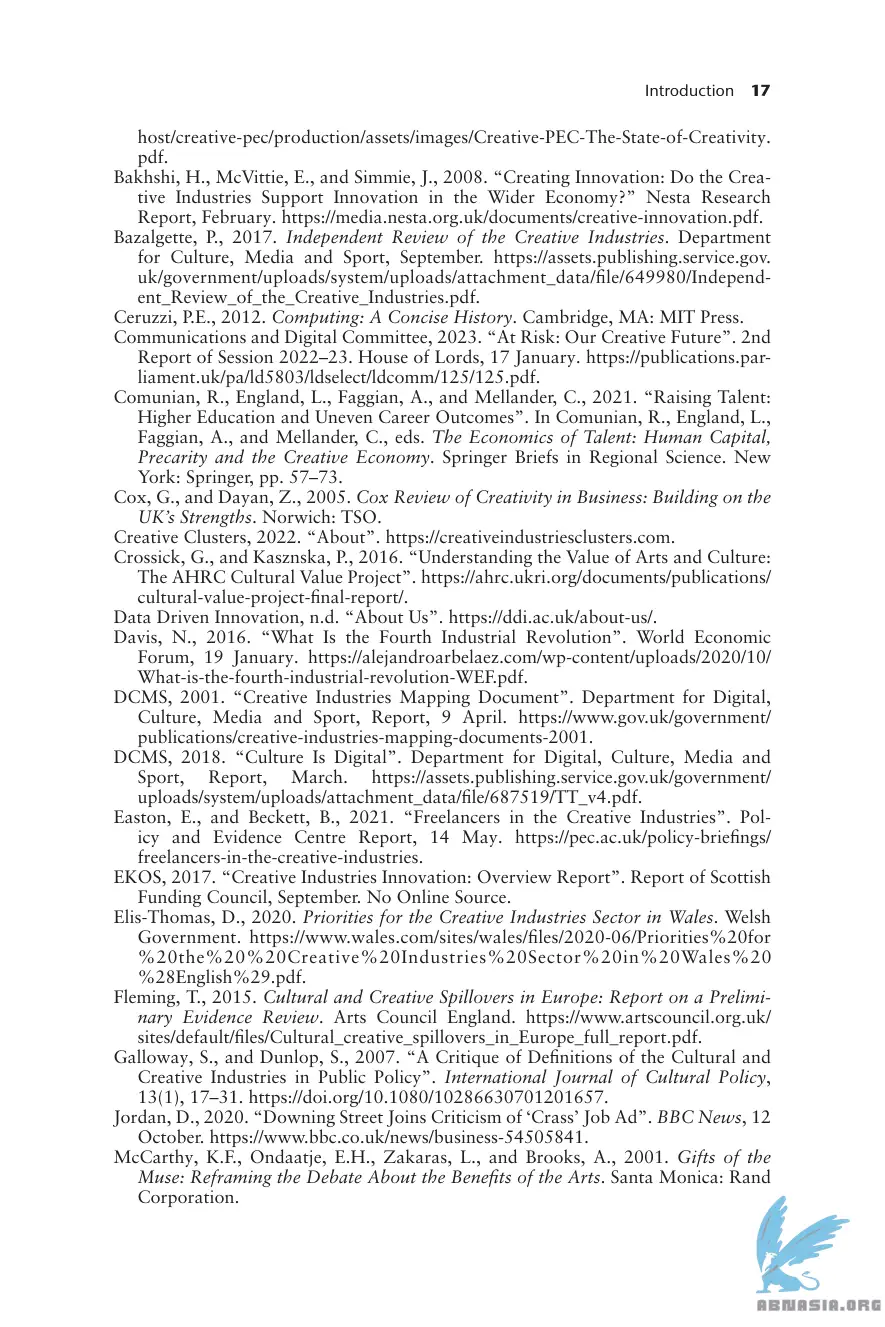 Introduction 17
host/creative-pec/production/assets/images/Creative-PEC-The-State-of-Creativity.
pdf.
Bakhshi, H., McVittie, E., and Simmie, J., 2008. “Creating Innovation: Do the Crea-
tive Industries Support Innovation in the Wider Economy?” Nesta Research
Report, February. https://media.nesta.org.uk/documents/creative-innovation.pdf.
Bazalgette, P., 2017. Independent Review of the Creative Industries. Department
for Culture, Media and Sport, September. https://assets.publishing.service.gov.
uk/government/uploads/system/uploads/attachment_data/file/649980/Independ-
ent_Review_of_the_Creative_Industries.pdf.
Ceruzzi, P.E., 2012. Computing: A Concise History. Cambridge, MA: MIT Press.
Communications and Digital Committee, 2023. “At Risk: Our Creative Future”. 2nd
Report of Session 2022–23. House of Lords, 17 January. https://publications.par-
liament.uk/pa/ld5803/ldselect/ldcomm/125/125.pdf.
Comunian, R., England, L., Faggian, A., and Mellander, C., 2021. “Raising Talent:
Higher Education and Uneven Career Outcomes”. In Comunian, R., England, L.,
Faggian, A., and Mellander, C., eds. The Economics of Talent: Human Capital,
Precarity and the Creative Economy. Springer Briefs in Regional Science. New
York: Springer, pp. 57–73.
Cox, G., and Dayan, Z., 2005. Cox Review of Creativity in Business: Building on the
UK’s Strengths. Norwich: TSO.
Creative Clusters, 2022. “About”. https://creativeindustriesclusters.com.
Crossick, G., and Kasznska, P., 2016. “Understanding the Value of Arts and Culture:
The AHRC Cultural Value Project”. https://ahrc.ukri.org/documents/publications/
cultural-value-project-final-report/.
Data Driven Innovation, n.d. “About Us”. https://ddi.ac.uk/about-us/.
Davis, N., 2016. “What Is the Fourth Industrial Revolution”. World Economic
Forum, 19 January. https://alejandroarbelaez.com/wp-content/uploads/2020/10/
What-is-the-fourth-industrial-revolution-WEF.pdf.
DCMS, 2001. “Creative Industries Mapping Document”. Department for Digital,
Culture, Media and Sport, Report, 9 April. https://www.gov.uk/government/
publications/creative-industries-mapping-documents-2001.
DCMS, 2018. “Culture Is Digital”. Department for Digital, Culture, Media and
Sport, Report, March. https://assets.publishing.service.gov.uk/government/
uploads/system/uploads/attachment_data/file/687519/TT_v4.pdf.
Easton, E., and Beckett, B., 2021. “Freelancers in the Creative Industries”. Pol-
icy and Evidence Centre Report, 14 May. https://pec.ac.uk/policy-briefings/
freelancers-in-the-creative-industries.
EKOS, 2017. “Creative Industries Innovation: Overview Report”. Report of Scottish
Funding Council, September. No Online Source.
Elis-Thomas, D., 2020. Priorities for the Creative Industries Sector in Wales. Welsh
Government. https://www.wales.com/sites/wales/files/2020-06/Priorities%20for
%20the%20%20Creative%20Industries%20Sector%20in%20Wales%20
%28English%29.pdf.
Fleming, T., 2015. Cultural and Creative Spillovers in Europe: Report on a Prelimi-
nary Evidence Review. Arts Council England. https://www.artscouncil.org.uk/
sites/default/files/Cultural_creative_spillovers_in_Europe_full_report.pdf.
Galloway, S., and Dunlop, S., 2007. “A Critique of Definitions of the Cultural and
Creative Industries in Public Policy”. International Journal of Cultural Policy,
13(1), 17–31. https://doi.org/10.1080/10286630701201657.
Jordan, D., 2020. “Downing Street Joins Criticism of ‘Crass’ Job Ad”. BBC News, 12
October. https://www.bbc.co.uk/news/business-54505841.
McCarthy, K.F., Ondaatje, E.H., Zakaras, L., and Brooks, A., 2001. Gifts of the
Muse: Reframing the Debate About the Benefits of the Arts. Santa Monica: Rand
Corporation.
ABNASIA.ORG